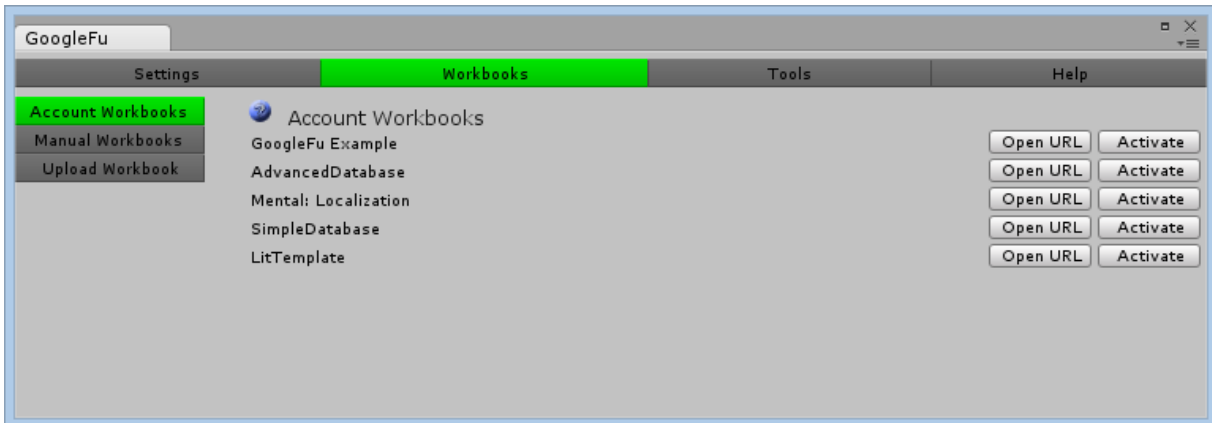 GoogleFu
Settings Workbooks Tools Help
Account Workbooks
Manual Workbooks
Upload Workbook
Account Workbooks
GoogleFu Example Open URL Activate
AdvancedDatabase Open URL Activate
Mental: Localization Open URL Activate
SimpleDatabase Open URL Activate
LitTemplate Open URL Activate